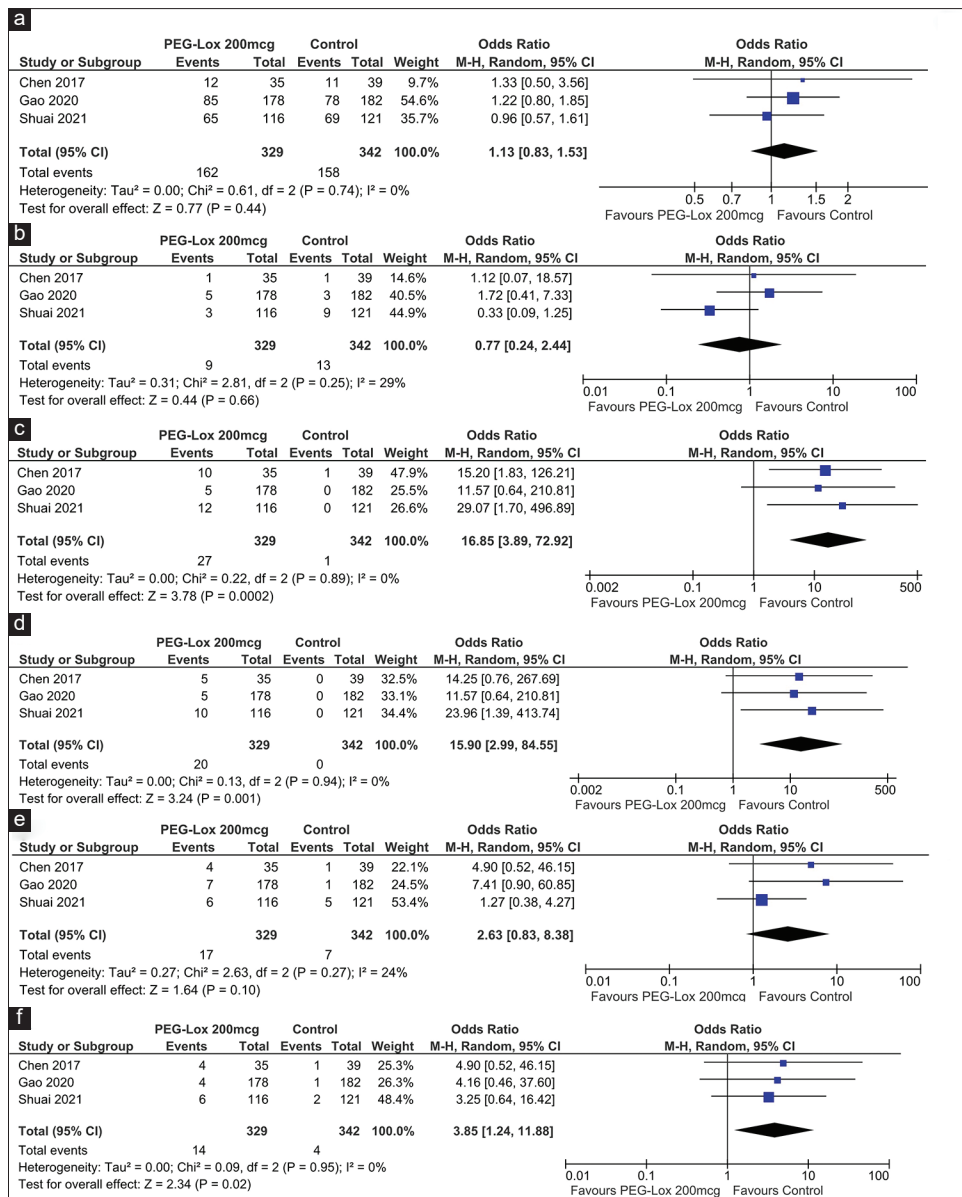 a
PEG-Lox 200mcg Control Odds Ratio Odds Ratio
Study or Subgroup Events Total Events Total Weight M-H, Random, 95% CI M-H, Random, 95% CI
Chen 2017 12 35 11 39 9.7% 1.33 [0.50, 3.56]
Gao 2020 85 178 78 182 54.6% 1.22 [0.80, 1.85]
Shuai 2021 65 116 69 121 35.7% 0.96 [0.57, 1.61]
Total (95% CI) 329 342 100.0% 1.13 [0.83, 1.53]
Total events 162 158
Heterogeneity: Tau² = 0.00; Chi² = 0.61, df = 2 (P = 0.74); I² = 0%
Test for overall effect: Z = 0.77 (P = 0.44)
0.5 0.7 1 1.5 2
Favours PEG-Lox 200mcg Favours Control
b
PEG-Lox 200mcg Control Odds Ratio Odds Ratio
Study or Subgroup Events Total Events Total Weight M-H, Random, 95% CI M-H, Random, 95% CI
Chen 2017 1 35 1 39 14.6% 1.12 [0.07, 18.57]
Gao 2020 5 178 3 182 40.5% 1.72 [0.41, 7.33]
Shuai 2021 3 116 9 121 44.9% 0.33 [0.09, 1.25]
Total (95% CI) 329 342 100.0% 0.77 [0.24, 2.44]
Total events 9 13
Heterogeneity: Tau² = 0.31; Chi² = 2.81, df = 2 (P = 0.25); I² = 29%
Test for overall effect: Z = 0.44 (P = 0.66)
0.01 0.1 1 10 100
Favours PEG-Lox 200mcg Favours Control
c
PEG-Lox 200mcg Control Odds Ratio Odds Ratio
Study or Subgroup Events Total Events Total Weight M-H, Random, 95% CI M-H, Random, 95% CI
Chen 2017 10 35 1 39 47.9% 15.20 [1.83, 126.21]
Gao 2020 5 178 0 182 25.5% 11.57 [0.64, 210.81]
Shuai 2021 12 116 0 121 26.6% 29.07 [1.70, 496.89]
Total (95% CI) 329 342 100.0% 16.85 [3.89, 72.92]
Total events 27 1
Heterogeneity: Tau² = 0.00; Chi² = 0.22, df = 2 (P = 0.89); I² = 0%
Test for overall effect: Z = 3.78 (P = 0.0002)
0.002 0.1 1 10 500
Favours PEG-Lox 200mcg Favours Control
d
PEG-Lox 200mcg Control Odds Ratio Odds Ratio
Study or Subgroup Events Total Events Total Weight M-H, Random, 95% CI M-H, Random, 95% CI
Chen 2017 5 35 0 39 32.5% 14.25 [0.76, 267.69]
Gao 2020 5 178 0 182 33.1% 11.57 [0.64, 210.81]
Shuai 2021 10 116 0 121 34.4% 23.96 [1.39, 413.74]
Total (95% CI) 329 342 100.0% 15.90 [2.99, 84.55]
Total events 20 0
Heterogeneity: Tau² = 0.00; Chi² = 0.13, df = 2 (P = 0.94); I² = 0%
Test for overall effect: Z = 3.24 (P = 0.001)
0.002 0.1 1 10 500
Favours PEG-Lox 200mcg Favours Control
e
PEG-Lox 200mcg Control Odds Ratio Odds Ratio
Study or Subgroup Events Total Events Total Weight M-H, Random, 95% CI M-H, Random, 95% CI
Chen 2017 4 35 1 39 22.1% 4.90 [0.52, 46.15]
Gao 2020 7 178 1 182 24.5% 7.41 [0.90, 60.85]
Shuai 2021 6 116 5 121 53.4% 1.27 [0.38, 4.27]
Total (95% CI) 329 342 100.0% 2.63 [0.83, 8.38]
Total events 17 7
Heterogeneity: Tau² = 0.27; Chi² = 2.63, df = 2 (P = 0.27); I² = 24%
Test for overall effect: Z = 1.64 (P = 0.10)
0.01 0.1 1 10 100
Favours PEG-Lox 200mcg Favours Control
f
PEG-Lox 200mcg Control Odds Ratio Odds Ratio
Study or Subgroup Events Total Events Total Weight M-H, Random, 95% CI M-H, Random, 95% CI
Chen 2017 4 35 1 39 25.3% 4.90 [0.52, 46.15]
Gao 2020 4 178 1 182 26.3% 4.16 [0.46, 37.60]
Shuai 2021 6 116 2 121 48.4% 3.25 [0.64, 16.42]
Total (95% CI) 329 342 100.0% 3.85 [1.24, 11.88]
Total events 14 4
Heterogeneity: Tau² = 0.00; Chi² = 0.09, df = 2 (P = 0.95); I² = 0%
Test for overall effect: Z = 2.34 (P = 0.02)
0.01 0.1 1 10 100
Favours PEG-Lox 200mcg Favours Control